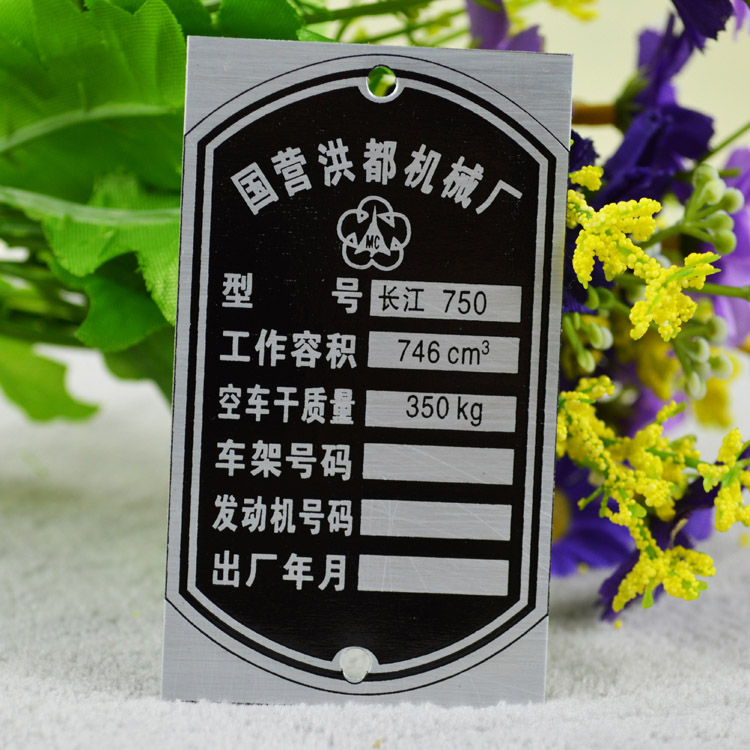 国营洪都机械厂
MC
型 号 长江 750
工作容积 746 cm³
空车干质量 350 kg
车架号码
发动机号码
出厂年月